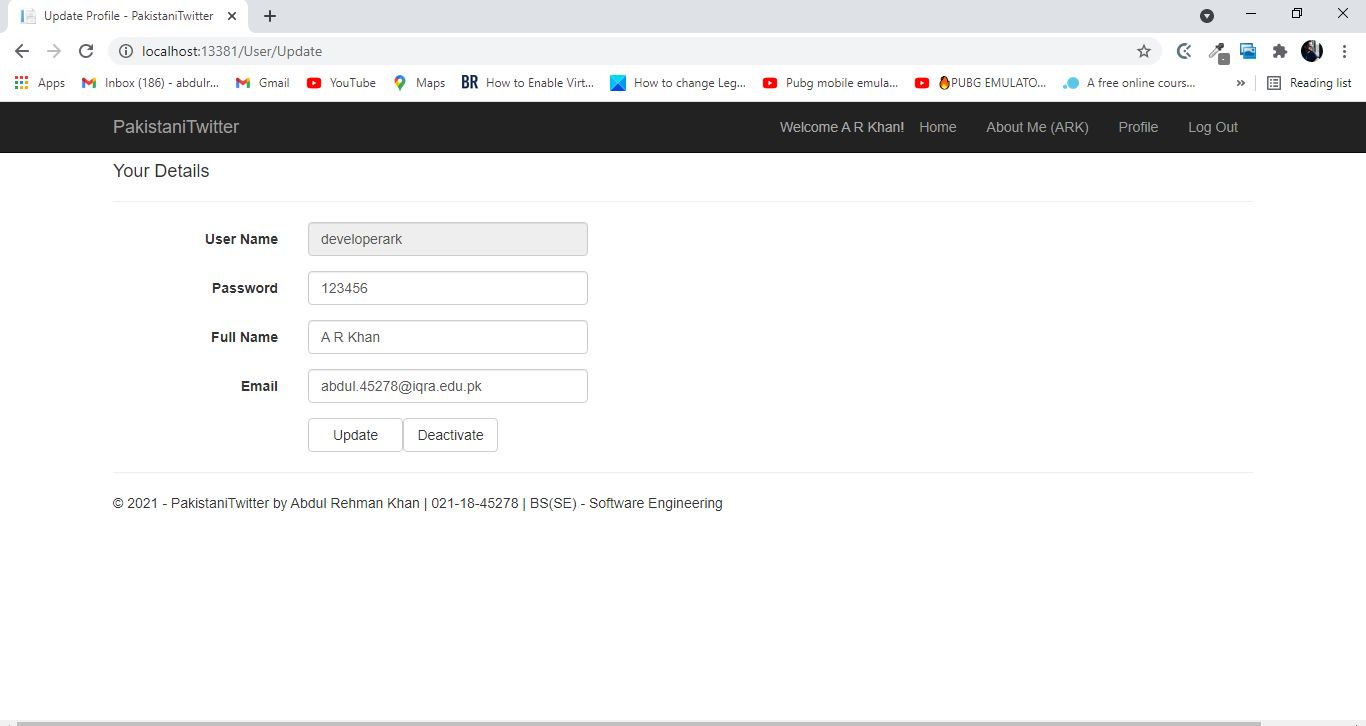 Update Profile - PakistaniTwitter
localhost:13381/User/Update
Apps Inbox (186) - abdulr... Gmail YouTube Maps BR How to Enable Virt... How to change Leg... Pubg mobile emula... PUBG EMULATO... A free online cours... » Reading list
PakistaniTwitter Welcome A R Khan! Home About Me (ARK) Profile Log Out
Your Details
User Name developerark
Password 123456
Full Name A R Khan
Email abdul.45278@iqra.edu.pk
Update Deactivate
© 2021 - PakistaniTwitter by Abdul Rehman Khan | 021-18-45278 | BS(SE) - Software Engineering